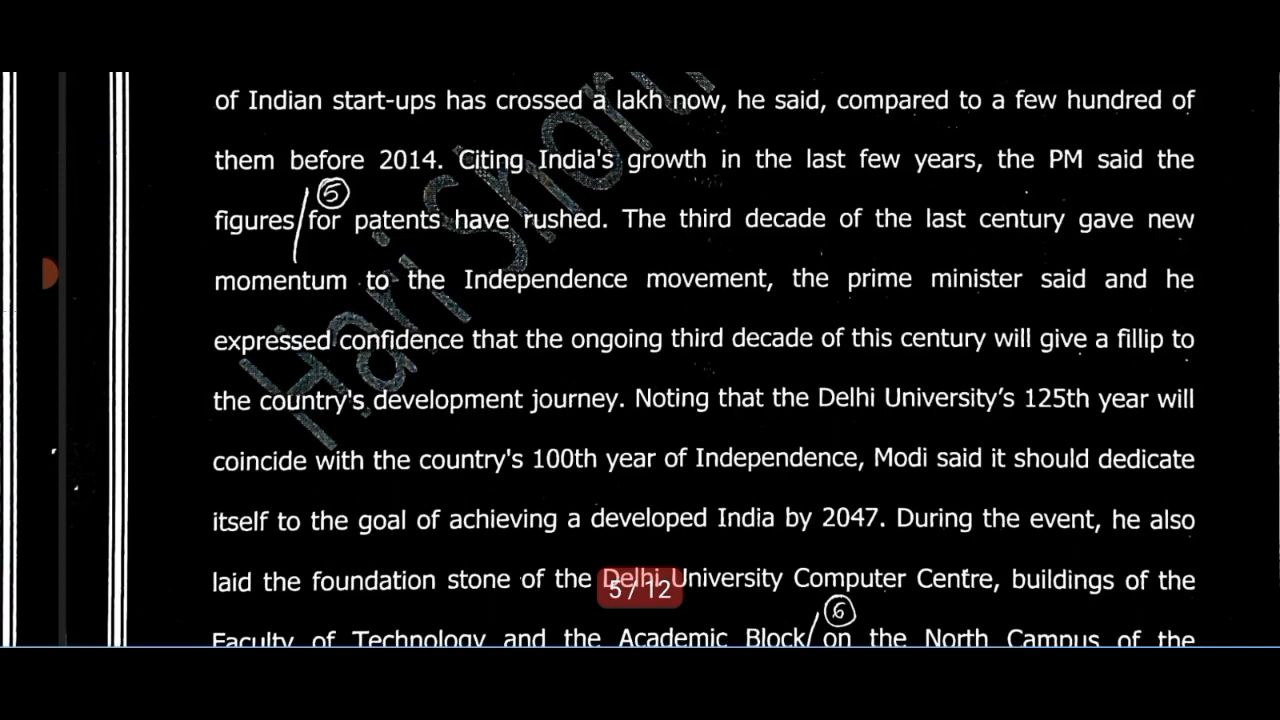 of Indian start-ups has crossed a lakh now, he said, compared to a few hundred of
them before 2014. Citing India's growth in the last few years, the PM said the
5
figures/for patents have rushed. The third decade of the last century gave new
momentum to the Independence movement, the prime minister said and he
expressed confidence that the ongoing third decade of this century will give a fillip to
the country's development journey. Noting that the Delhi University's 125th year will
coincide with the country's 100th year of Independence, Modi said it should dedicate
itself to the goal of achieving a developed India by 2047. During the event, he also
laid the foundation stone of the Delhi University Computer Centre, buildings of the
5/12
6
Faculty of Technology and the Academic Block/on the North Campus of the
Hari Shor